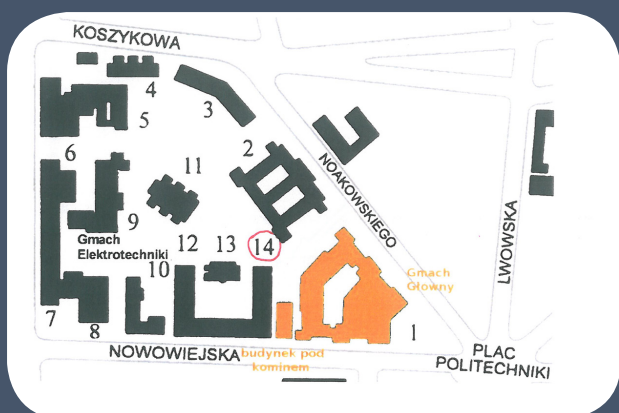 KOSZYKOWA
4
3
5
2
NOAKOWSKIEGO
6
11
9
Gmach
Elektrotechniki
12
13
14
10
LWOWSKA
Gmach
Głowny
7
8
1
NOWOWIEJSKA
budynek pod
kominem
PLAC
POLITECHNIKI